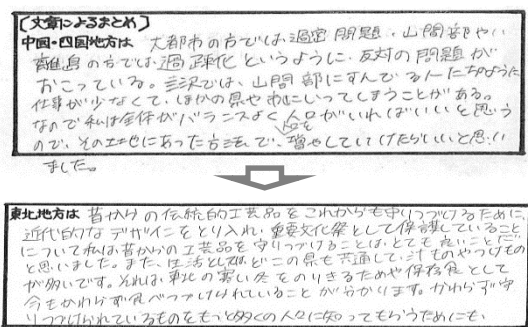 〔文章によるまとめ〕
中国・四国地方は 大都市の方では、過密問題、山間部やい
離島の方では過疎化というように、反対の問題が
おこっている。では、山間部にすんでる人たちのように
仕事が少なくて、ほかの県や市にいってしまうことがある。
なので私は全体がバランスよく人口がいればいいと思う
ので、その土地にあった方法で、人口を増やしていけたらいいと思い
ました。
東北地方は 昔からの伝統的工芸品をこれからも守りつづけるために、
近代的なデザインをとり入れ、重要文化祭として保護していること
について私は昔からの工芸品を守りつづけることは、とても良いことだ
と思いました。また、生活としてはどこの県も共通して、汁ものやつけもの
が多いです。それは、東北の寒い冬をのりきるためや保存食として
今もかわらず食べつづけられていることが分かります。かわらず守
りつづけられているものをもっと多くの人々に知ってもらうためにも、